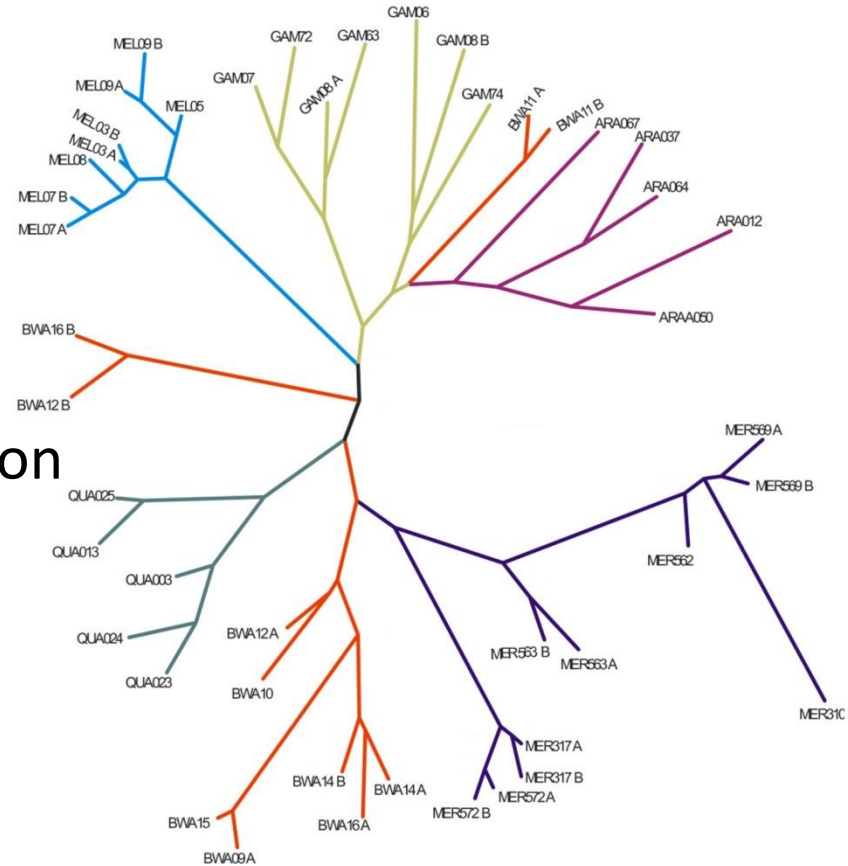 GAM06
GAM72
GAM63
MEL09 B
GAM08 B
GAM07
MEL09 A
GAM08 A
GAM74
BWA11 A
BWA11 B
MEL05
ARA067
MEL03 B
ARA037
MEL03 A
MEL08
ARA064
MEL07 B
ARA012
MEL07 A
ARAA050
BWA16 B
BWA12 B
MER569 A
on
MER569 B
QUA025
QUA013
MER562
QUA003
BWA12 A
QUA024
MER563 B
MER563 A
QUA023
BWA10
MER310
MER317 A
MER317 B
BWA14 B
BWA14 A
MER572 A
MER572 B
BWA15
BWA16 A
BWA09 A